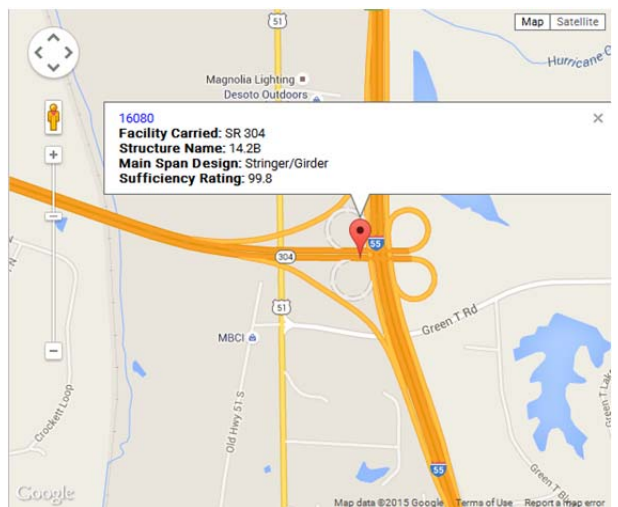 51
Map Satellite
Hurricane C
Magnolia Lighting
Desoto Outdoors
16080
Facility Carried: SR 304
Structure Name: 14.2B
Main Span Design: Stringer/Girder
Sufficiency Rating: 99.8
55
304
51
Green T Rd
MBCI
Old Hwy 51 S
Crockett Loop
Green T Lake
55
Green T Bl
Google
Map data ©2015 Google Terms of Use Report a map error